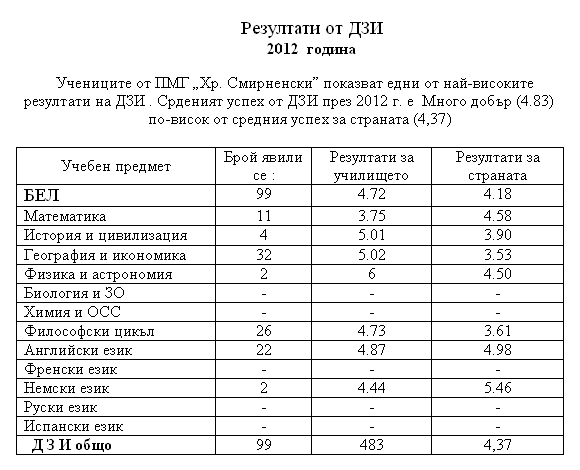 Резултати от ДЗИ
2012 година
Учениците от ПМГ „Хр. Смирненски” показват едни от най-високите
резултати на ДЗИ . Срденият успех от ДЗИ през 2012 г. е Много добър (4.83)
по-висок от средния успех за страната (4,37)
Учебен предмет Брой явили се : Резултати за училището Резултати за страната
БЕЛ 99 4.72 4.18
Математика 11 3.75 4.58
История и цивилизация 4 5.01 3.90
География и икономика 32 5.02 3.53
Физика и астрономия 2 6 4.50
Биология и ЗО - - -
Химия и ОСС - - -
Философски цикъл 26 4.73 3.61
Английски език 22 4.87 4.98
Френски език - - -
Немски език 2 4.44 5.46
Руски език - - -
Испански език - - -
Д З И общо 99 483 4,37